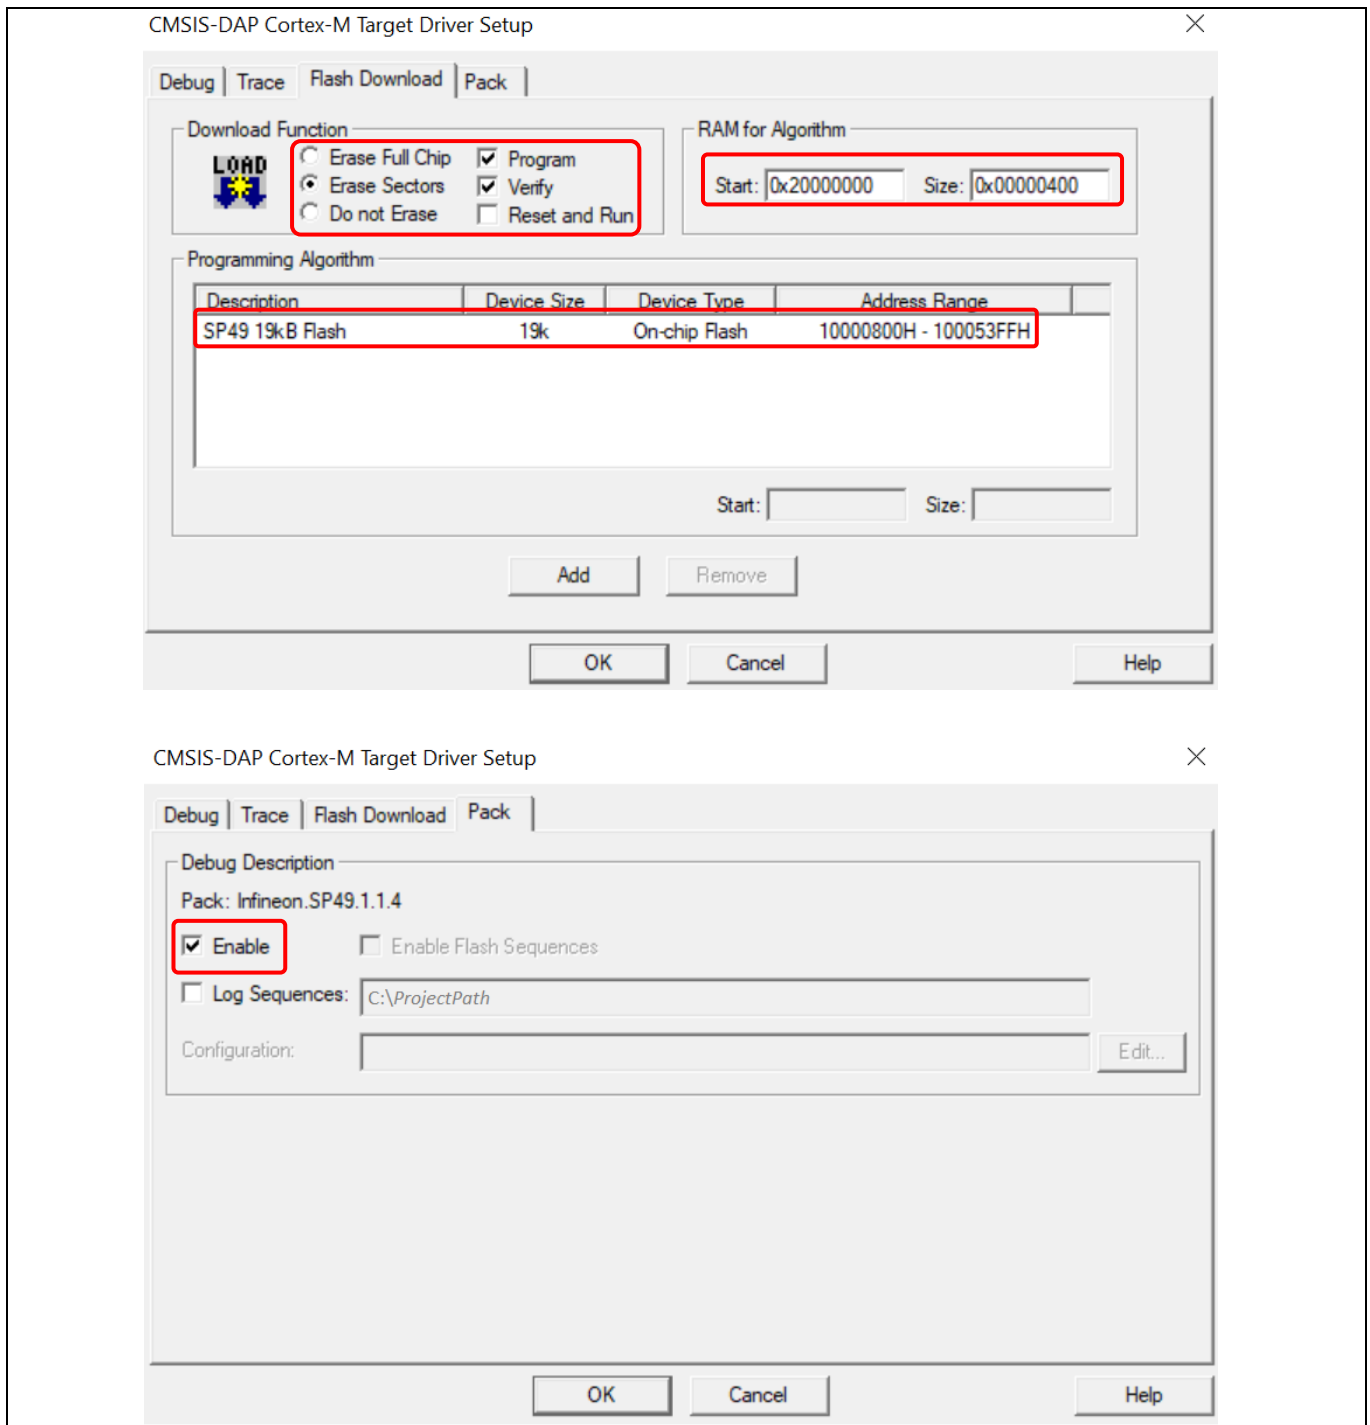 CMSIS-DAP Cortex-M Target Driver Setup
Debug Trace Flash Download Pack
Download Function
LOAD
Erase Full Chip Program
Erase Sectors Verify
Do not Erase Reset and Run
RAM for Algorithm
Start: 0x20000000 Size: 0x00000400
Programming Algorithm
Description Device Size Device Type Address Range
SP49 19kB Flash 19k On-chip Flash 10000800H - 100053FFH
Start: Size:
Add Remove
OK Cancel Help
CMSIS-DAP Cortex-M Target Driver Setup
Debug Trace Flash Download Pack
Debug Description
Pack: Infineon.SP49.1.1.4
Enable Enable Flash Sequences
Log Sequences: C:\ProjectPath
Configuration: Edit...
OK Cancel Help